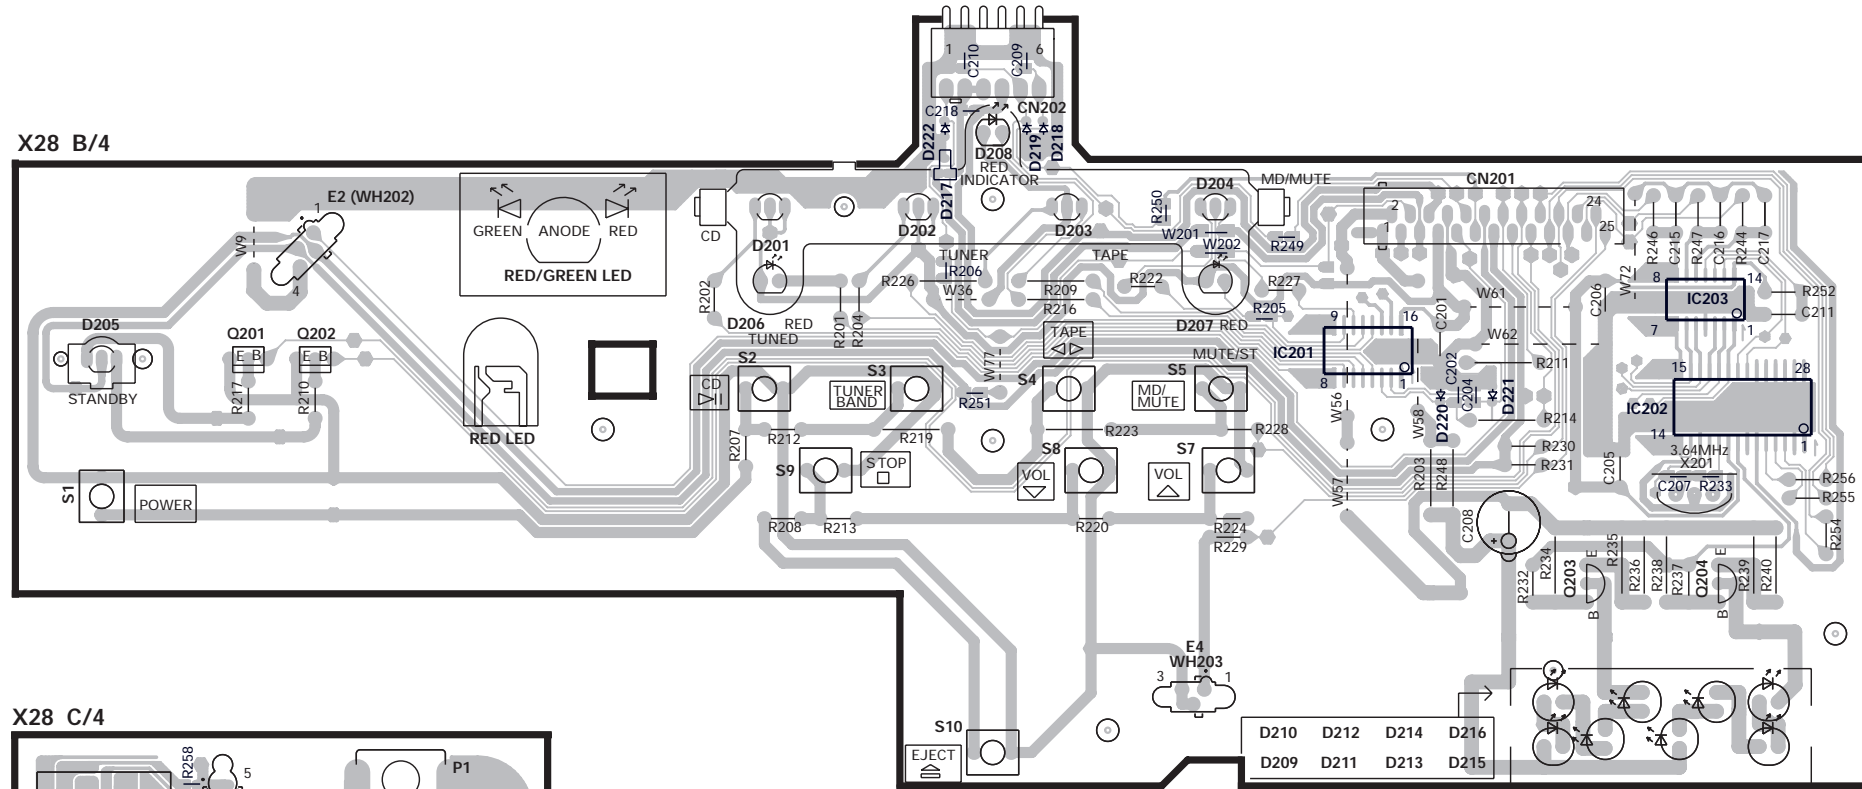 X28 B/4
1
C210
C209
6
C218
CN202
D222
D208
RED
INDICATOR
D219
D218
D217
E2 (WH202)
1
4
W9
GREEN
ANODE
RED
RED/GREEN LED
CD
D201
D202
D203
D204
MD/MUTE
R250
W201
W202
R249
TUNER
TAPE
R206
R226
W36
R209
R216
R222
R227
R205
R202
D206
RED
TUNED
R201
R204
D207 RED
CN201
2
1
24
25
R246
C215
R247
C216
R244
C217
W72
8
14
IC203
7
1
R252
C211
W61
W62
C206
C201
9
16
IC201
8
1
C202
R211
C204
D220
D221
R214
W56
W58
R230
R231
15
28
IC202
14
1
3.64MHz
X201
C205
C207
R233
R256
R255
R254
D205
STANDBY
Q201
E B
Q202
E B
R217
R210
RED LED
S2
CD
S3
TUNER
BAND
R251
W77
TAPE
S4
S5
MD/
MUTE
MUTE/ST
R207
R212
R219
R223
R228
S9
STOP
VOL
S8
VOL
S7
W57
R203
R248
S1
POWER
R208
R213
R220
R224
R229
C208
+
R232
R234
Q203
E
B
R235
R236
R238
R237
Q204
E
B
R239
R240
E4
WH203
3
1
S10
EJECT
D210 D212 D214 D216
D209 D211 D213 D215
X28 C/4
R258
5
P1